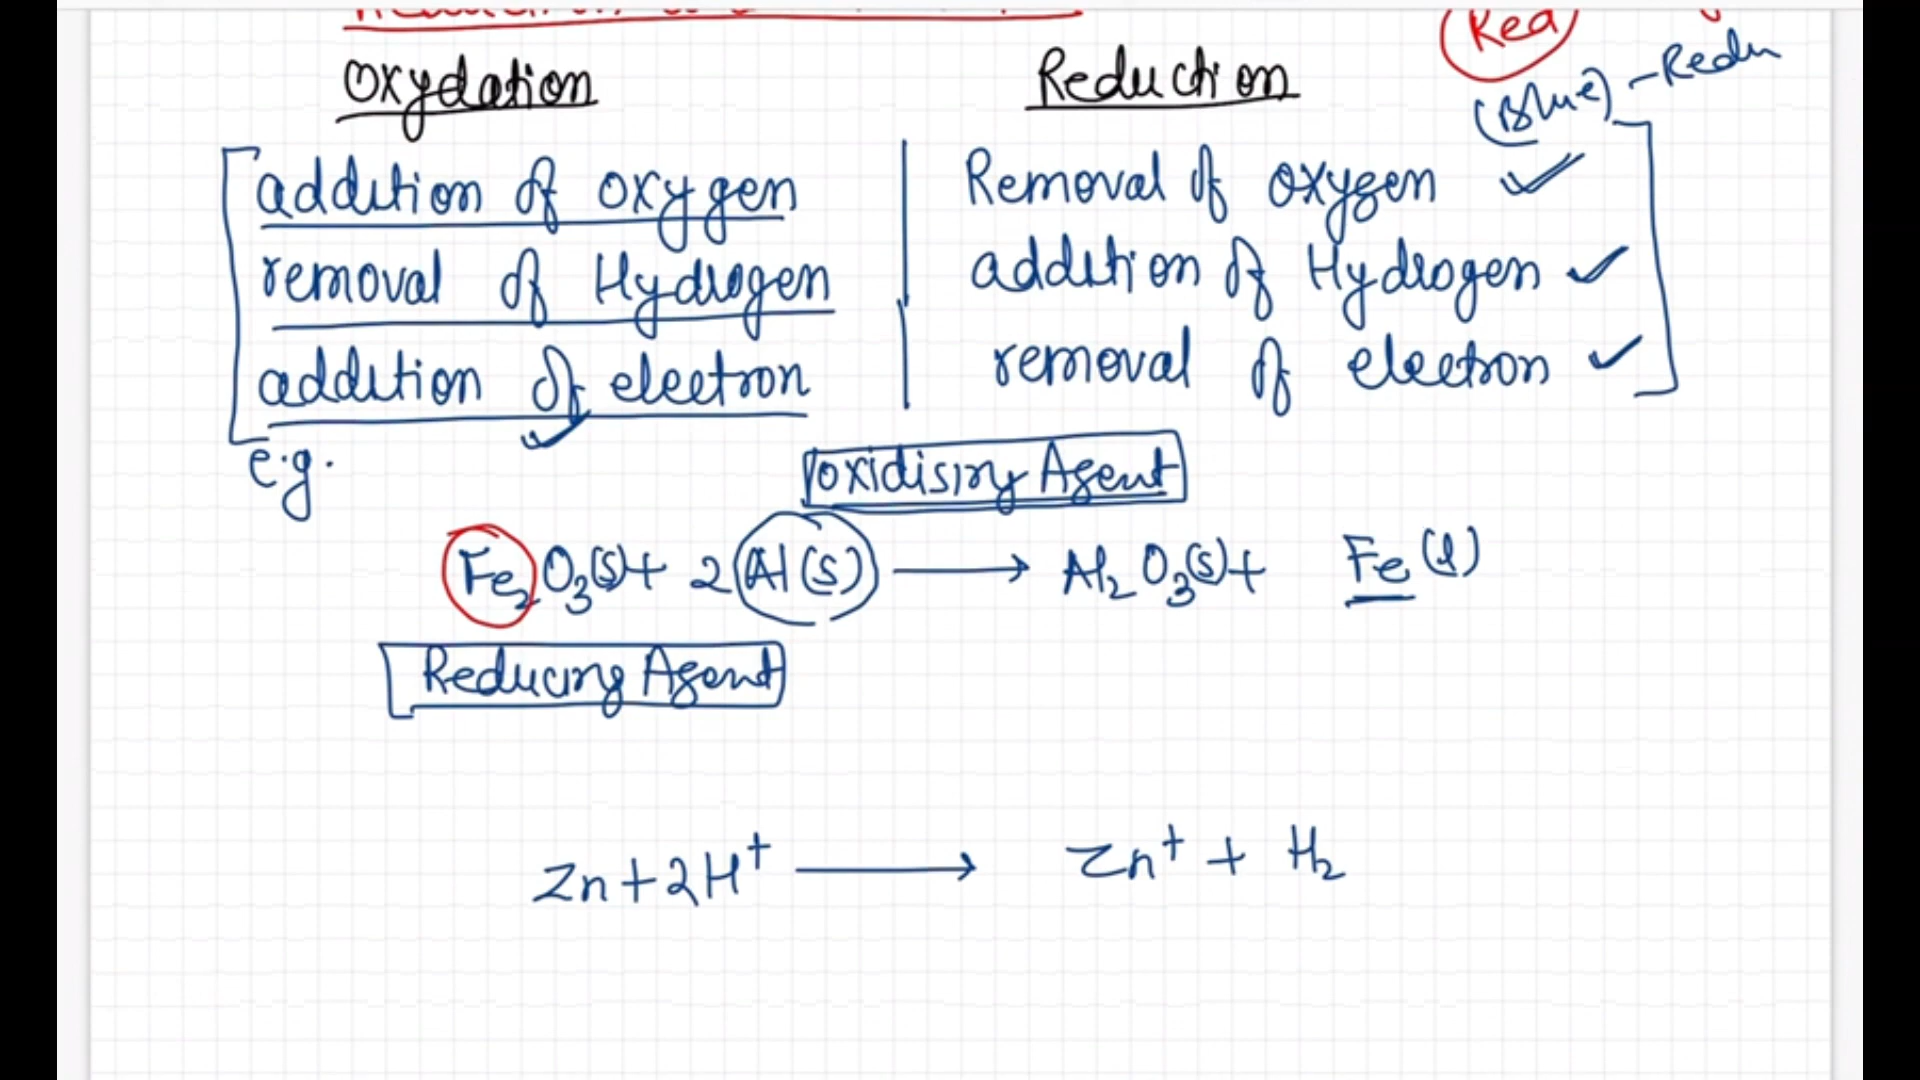 (Red)
(Blue) - Redu
Oxydation Reduction
addition of oxygen Removal of oxygen
removal of Hydrogen addition of Hydrogen
addition of electron removal of electron
e.g.
oxidising Agent
Fe₂O₃(s) + 2Al(s) → Al₂O₃(s) + Fe(l)
Reducing Agent
Zn + 2H⁺ → Zn⁺ + H₂